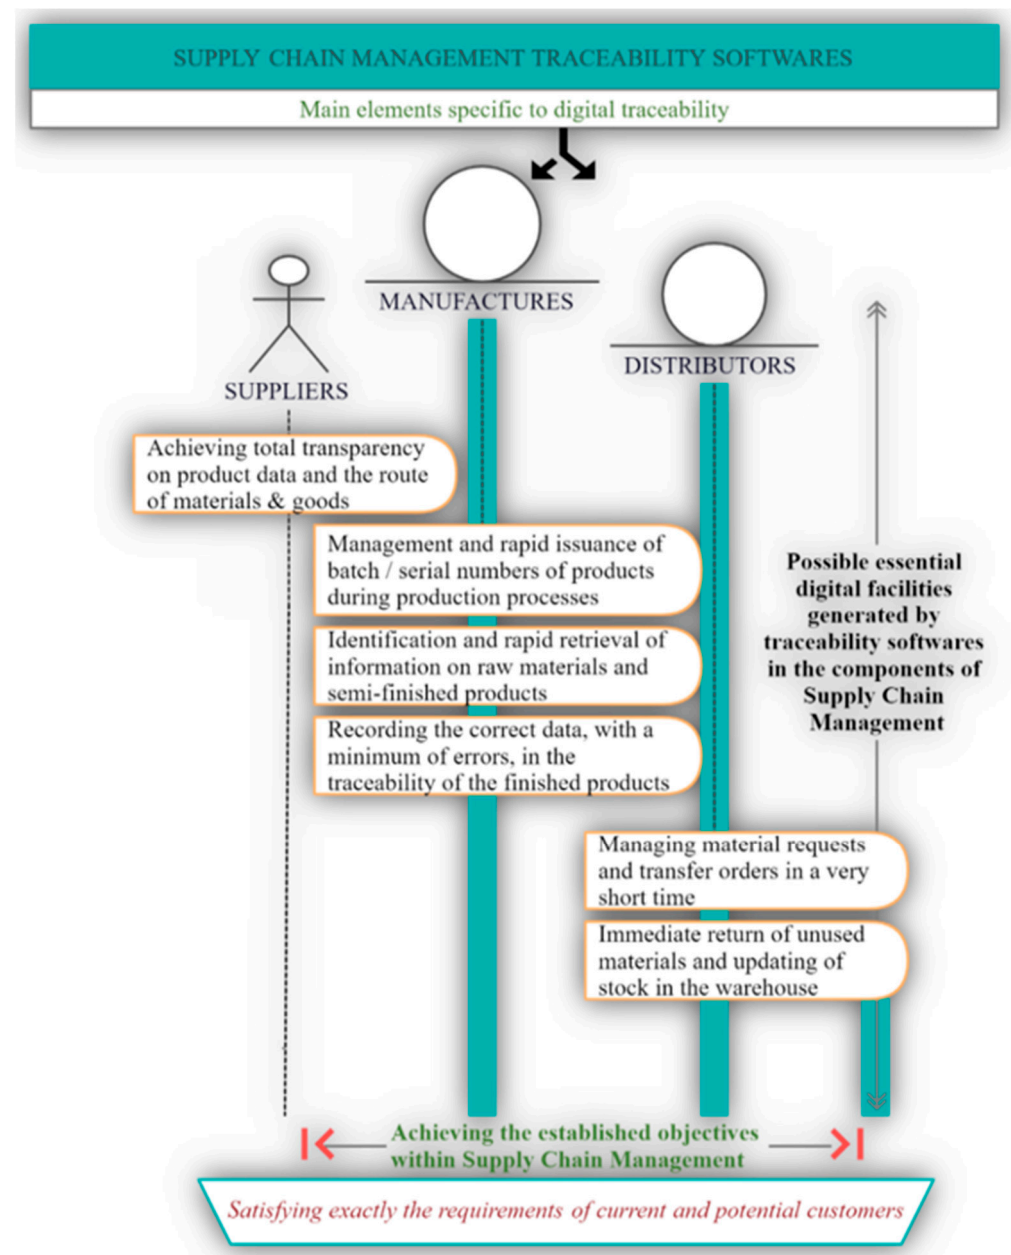 SUPPLY CHAIN MANAGEMENT TRACEABILITY SOFTWARES
Main elements specific to digital traceability
MANUFACTURES
DISTRIBUTORS
SUPPLIERS
Achieving total transparency
on product data and the route
of materials & goods
Management and rapid issuance of
batch / serial numbers of products
during production processes
Identification and rapid retrieval of
information on raw materials and
semi-finished products
Recording the correct data, with a
minimum of errors, in the
traceability of the finished products
Possible essential
digital facilities
generated by
traceability softwares
in the components of
Supply Chain
Management
Managing material requests
and transfer orders in a very
short time
Immediate return of unused
materials and updating of
stock in the warehouse
Achieving the established objectives
within Supply Chain Management
Satisfying exactly the requirements of current and potential customers